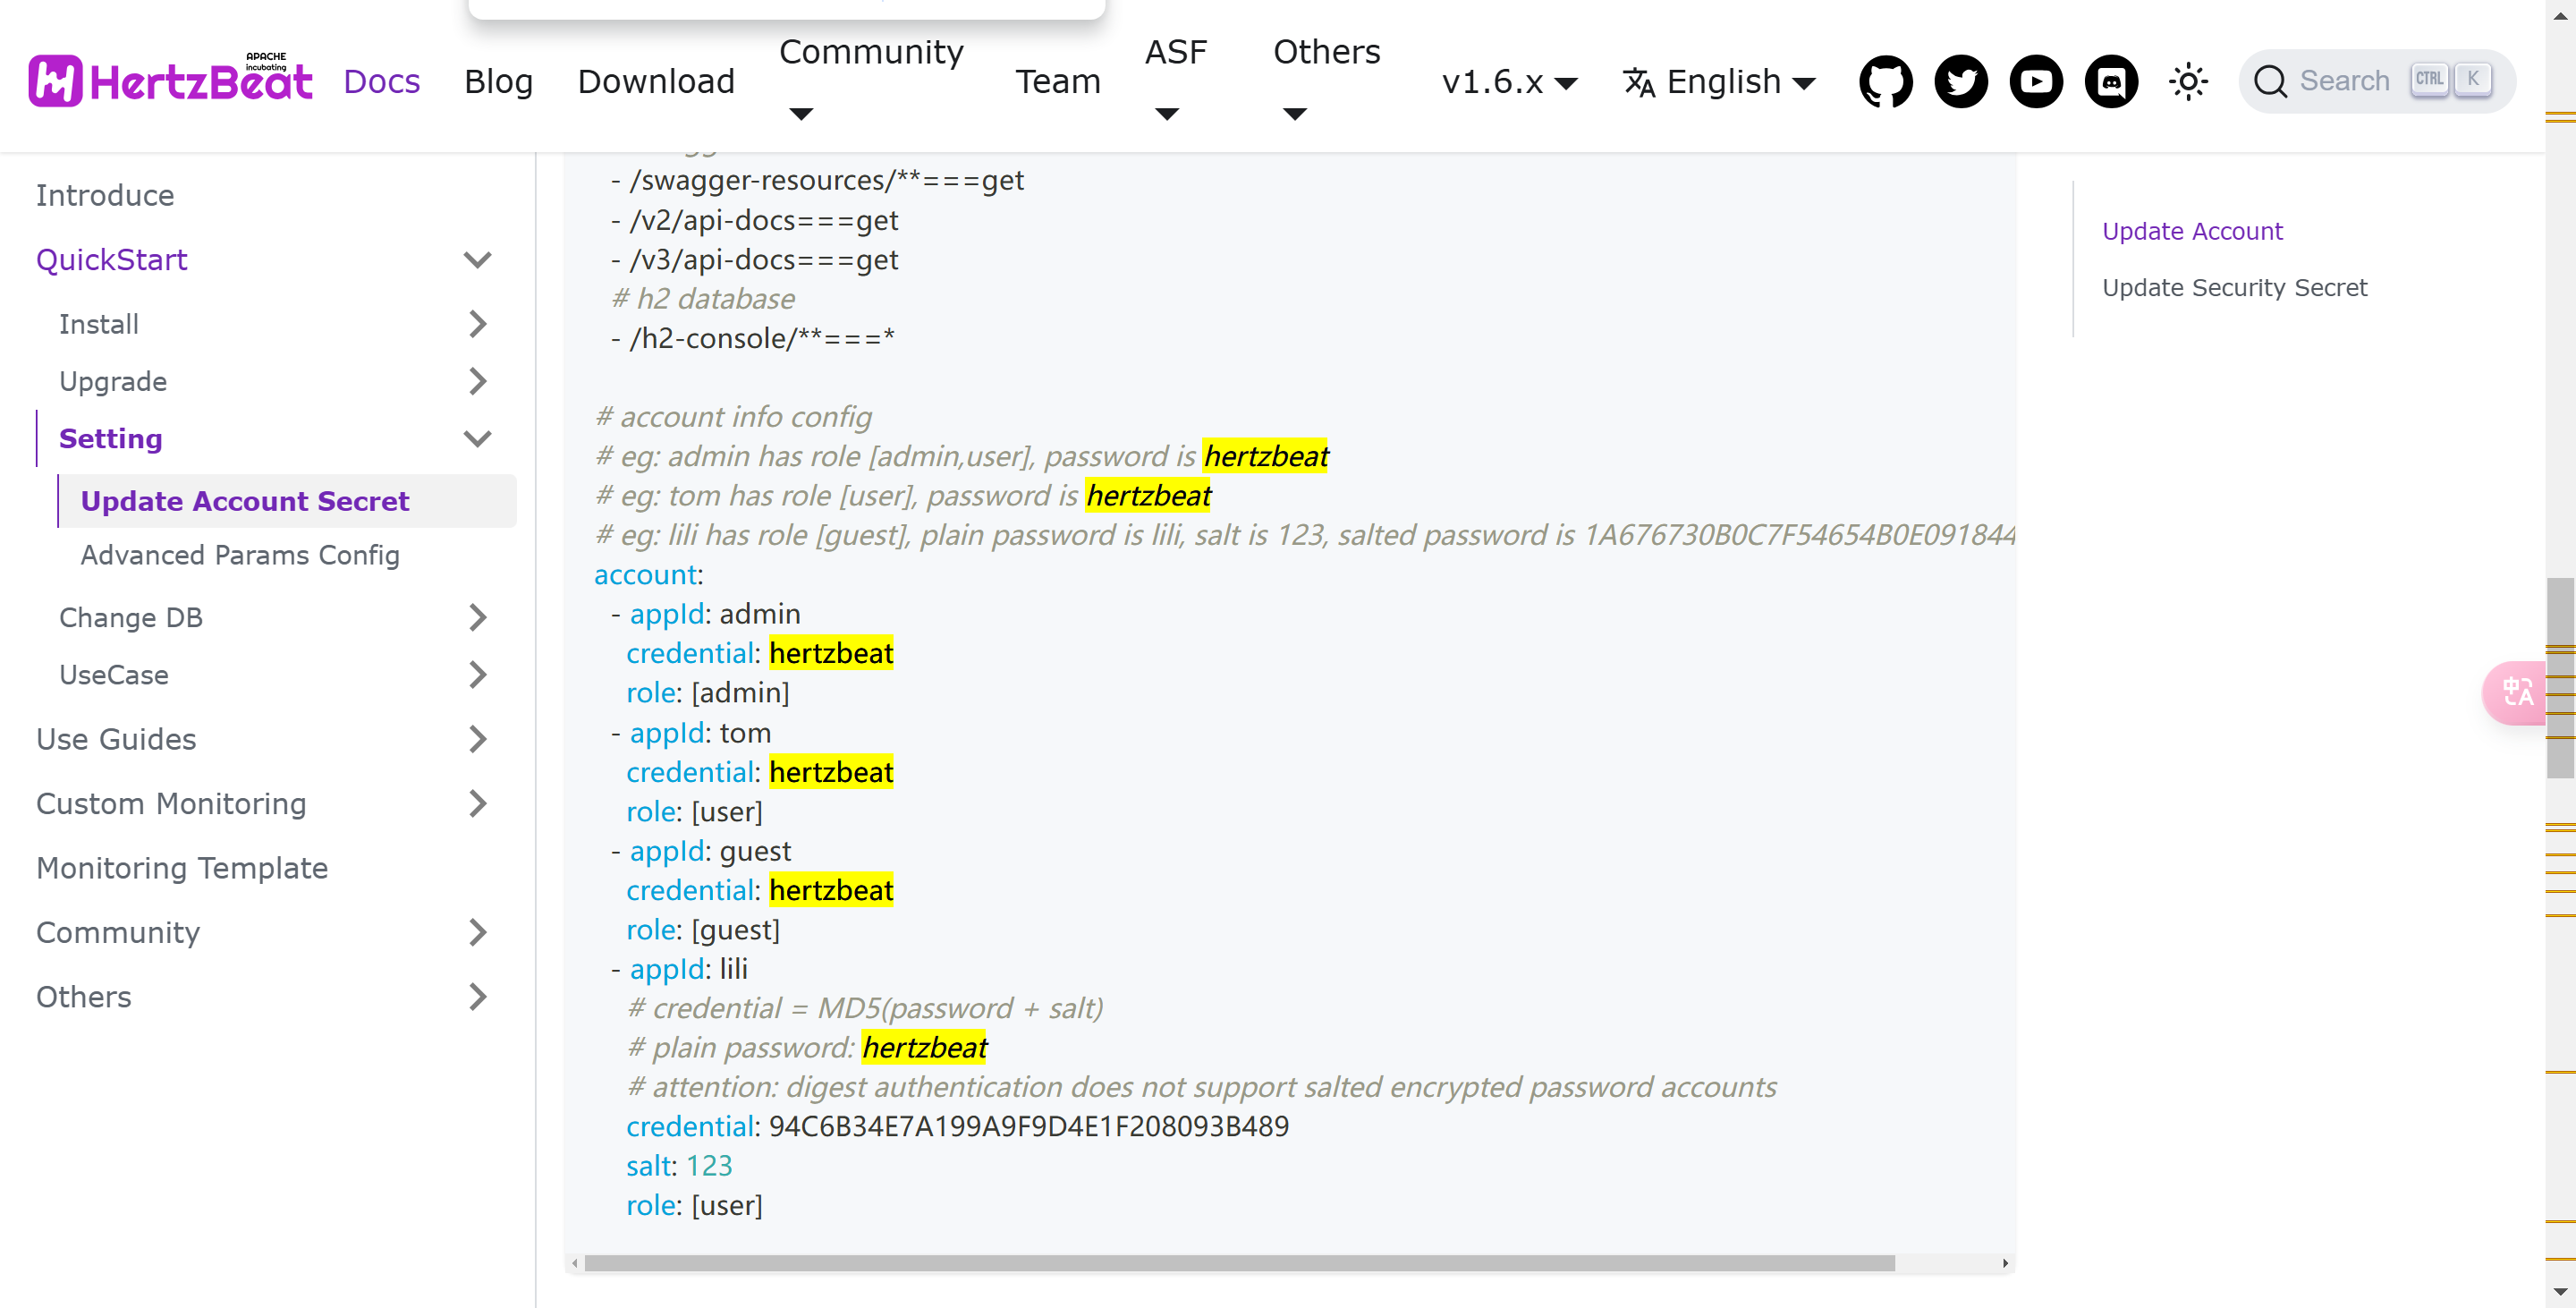 APACHE
incubating
HertzBeat
Docs
Blog
Download
Community
Team
ASF
Others
v1.6.x
English
Search
CTRL K
Introduce
QuickStart
Install
Upgrade
Setting
Update Account Secret
Advanced Params Config
Change DB
UseCase
Use Guides
Custom Monitoring
Monitoring Template
Community
Others
- /swagger-resources/**===get
- /v2/api-docs===get
- /v3/api-docs===get
# h2 database
- /h2-console/**===*
# account info config
# eg: admin has role [admin,user], password is hertzbeat
# eg: tom has role [user], password is hertzbeat
# eg: lili has role [guest], plain password is lili, salt is 123, salted password is 1A676730B0C7F54654B0E091844
account:
- appId: admin
credential: hertzbeat
role: [admin]
- appId: tom
credential: hertzbeat
role: [user]
- appId: guest
credential: hertzbeat
role: [guest]
- appId: lili
# credential = MD5(password + salt)
# plain password: hertzbeat
# attention: digest authentication does not support salted encrypted password accounts
credential: 94C6B34E7A199A9F9D4E1F208093B489
salt: 123
role: [user]
Update Account
Update Security Secret
中A